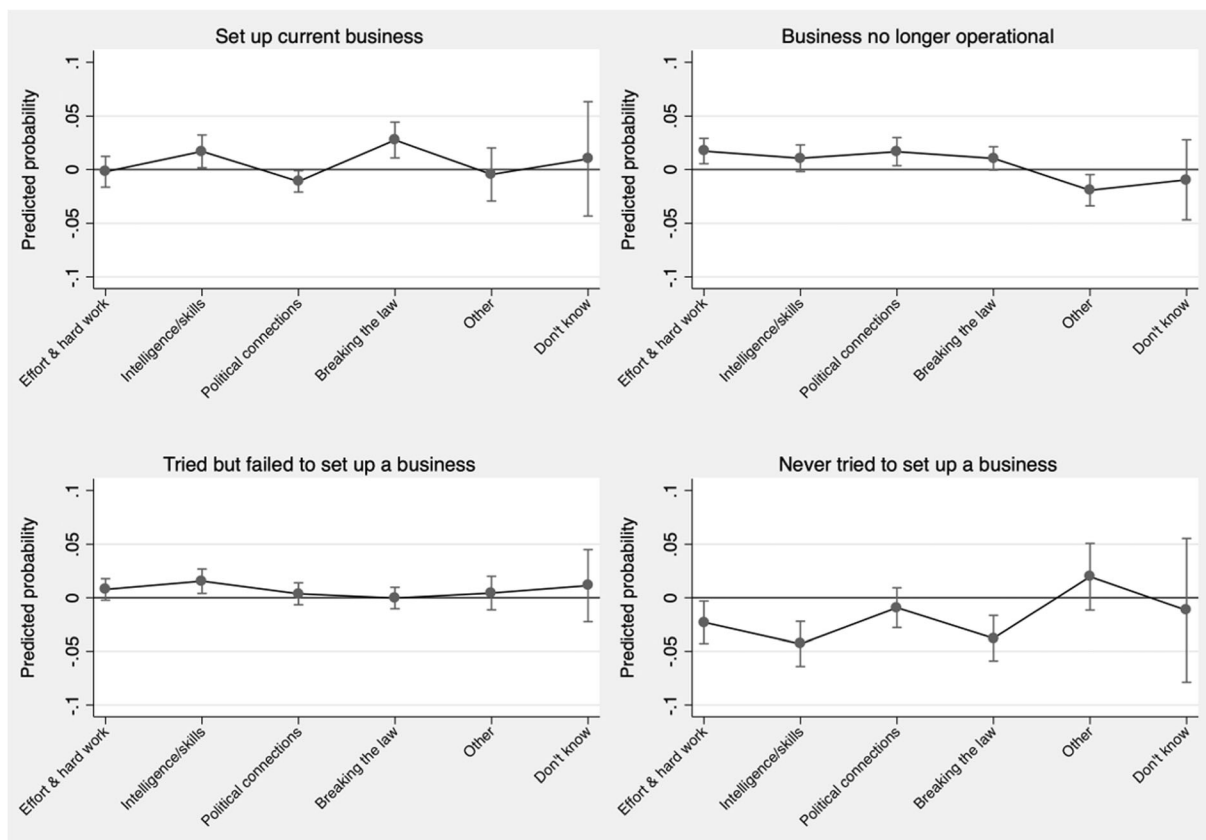 Set up current business
Predicted probability
.1
.05
0
-.05
-.1
Effort & hard work
Intelligence/skills
Political connections
Breaking the law
Other
Don't know
Business no longer operational
Predicted probability
.1
.05
0
-.05
-.1
Effort & hard work
Intelligence/skills
Political connections
Breaking the law
Other
Don't know
Tried but failed to set up a business
Predicted probability
.1
.05
0
-.05
-.1
Effort & hard work
Intelligence/skills
Political connections
Breaking the law
Other
Don't know
Never tried to set up a business
Predicted probability
.1
.05
0
-.05
-.1
Effort & hard work
Intelligence/skills
Political connections
Breaking the law
Other
Don't know